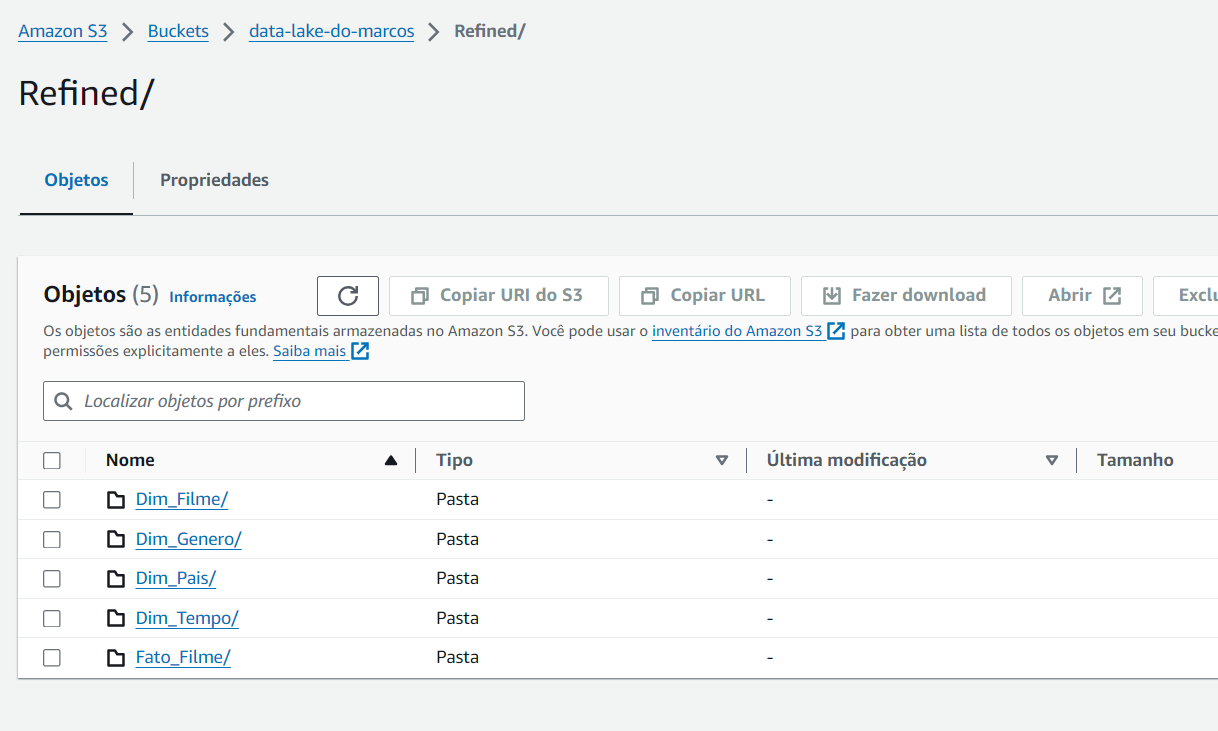 Amazon S3 > Buckets > data-lake-do-marcos > Refined/
Refined/
Objetos Propriedades
Objetos (5) Informações Copiar URI do S3 Copiar URL Fazer download Abrir Exclu
Os objetos são as entidades fundamentais armazenadas no Amazon S3. Você pode usar o inventário do Amazon S3 para obter uma lista de todos os objetos em seu bucke
permissões explicitamente a eles. Saiba mais
Localizar objetos por prefixo
Nome Tipo Última modificação Tamanho
Dim_Filme/ Pasta -
Dim_Genero/ Pasta -
Dim_Pais/ Pasta -
Dim_Tempo/ Pasta -
Fato_Filme/ Pasta -